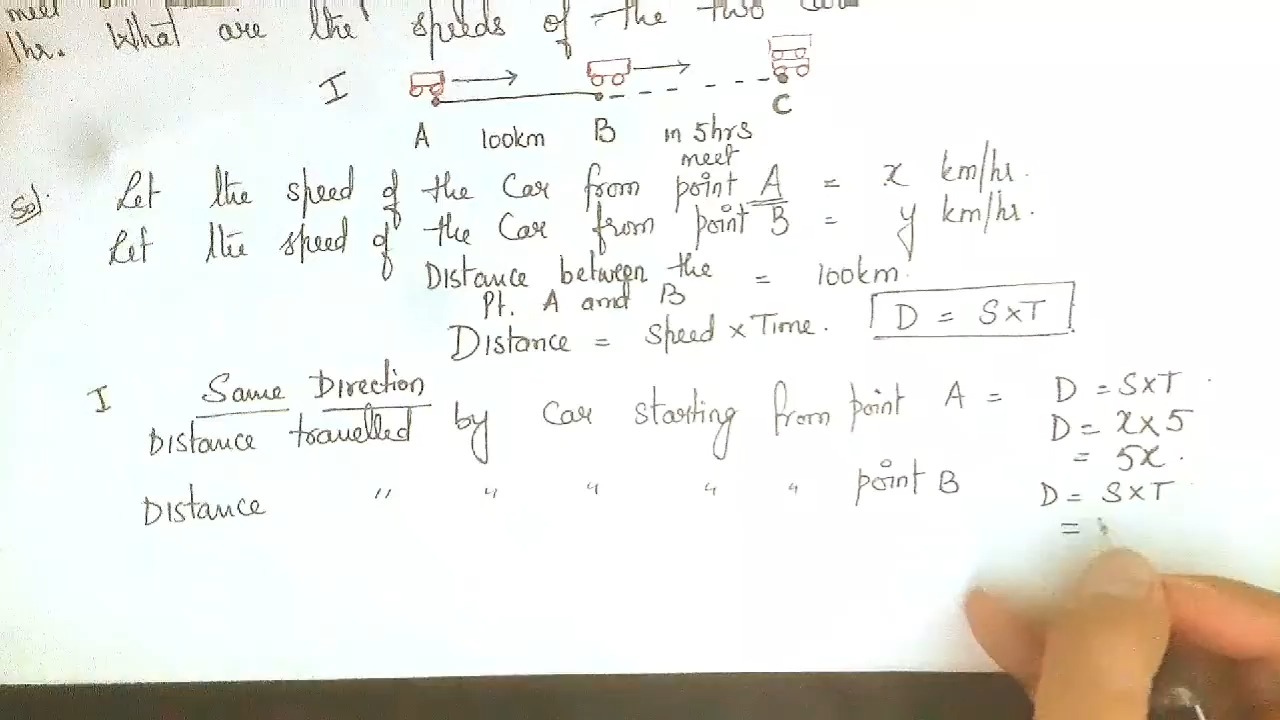 meet
1hr. What are the speeds of the two
I
A 100km B in 5hrs C
meet
Sol. Let the speed of the Car from point A = x km/hr.
Let the speed of the Car from point B = y km/hr.
Distance between the = 100km.
Pt. A and B
Distance = Speed × Time. D = S×T
I Same Direction
Distance travelled by Car starting from point A = D = S×T.
D = x×5
= 5x.
Distance " " " " " point B D = S×T
=